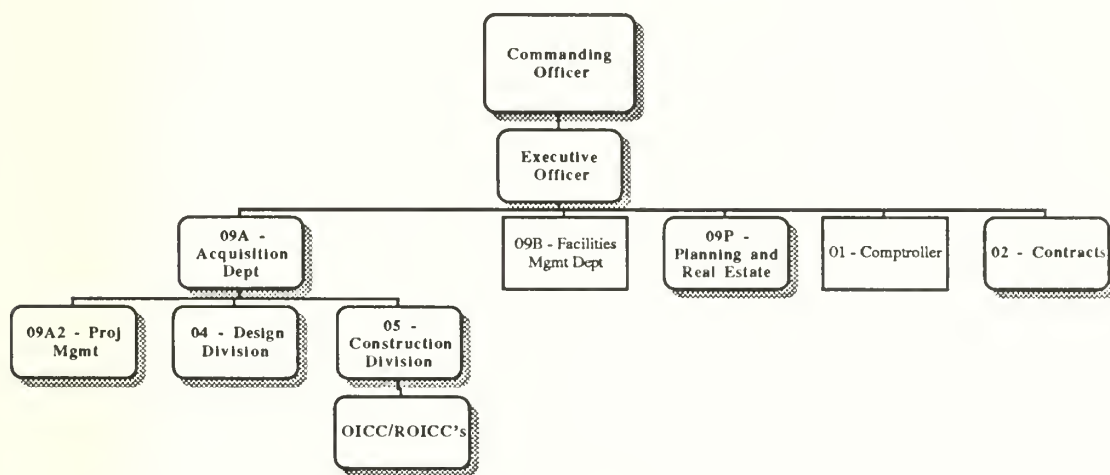 Commanding
Officer
Executive
Officer
09A -
Acquisition
Dept
09B - Facilities
Mgmt Dept
09P -
Planning and
Real Estate
01 - Comptroller
02 - Contracts
09A2 - Proj
Mgmt
04 - Design
Division
05 -
Construction
Division
OICC/ROICC's